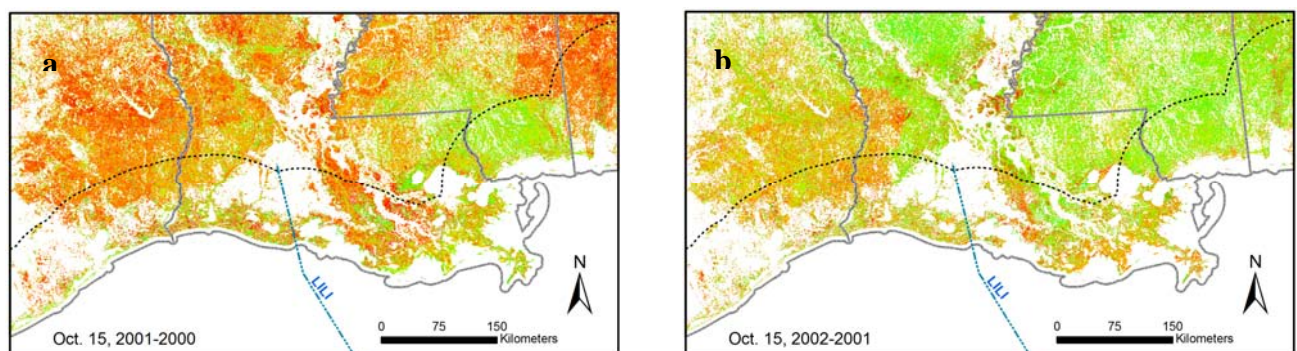 a
N
LILI
0 75 150
Kilometers
Oct. 15, 2001-2000
b
N
LILI
0 75 150
Kilometers
Oct. 15, 2002-2001